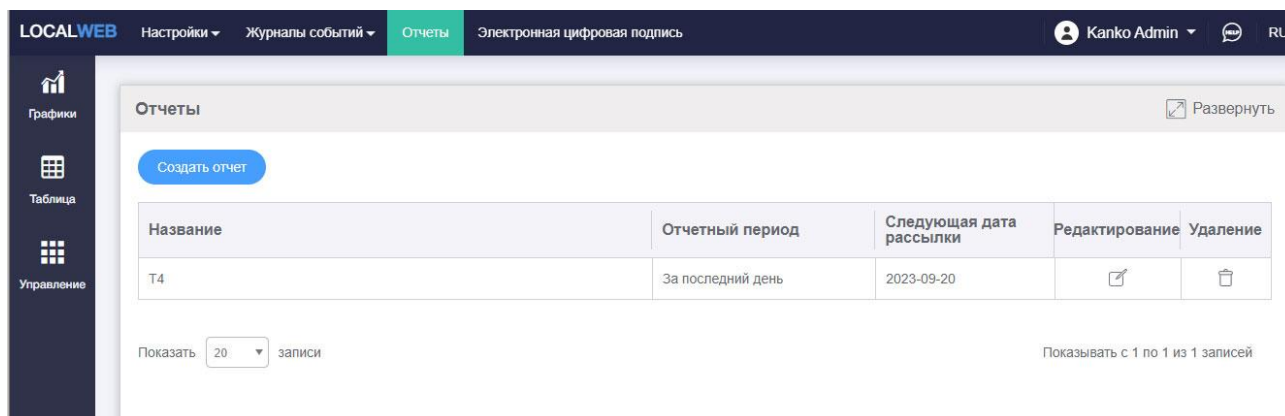 LOCALWEB Настройки Журналы событий Отчеты Электронная цифровая подпись Kanko Admin HELP RU
Графики
Таблица
Управление
Отчеты Развернуть
Создать отчет
Название Отчетный период Следующая дата рассылки Редактирование Удаление
T4 За последний день 2023-09-20
Показать 20 записи Показывать с 1 по 1 из 1 записей